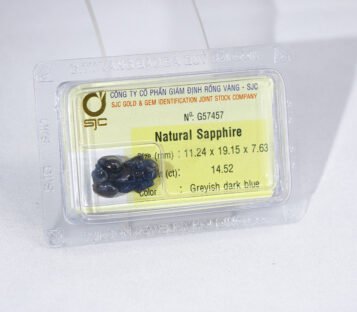 CÔNG TY CỔ PHẦN GIÁM ĐỊNH RỒNG VÀNG - SJC
SJC GOLD & GEM IDENTIFICATION JOINT STOCK COMPANY
SJC
Nº: G57457
Natural Sapphire
Size (mm) : 11.24 x 19.15 x 7.63
(ct): 14.52
Color : Greyish dark blue